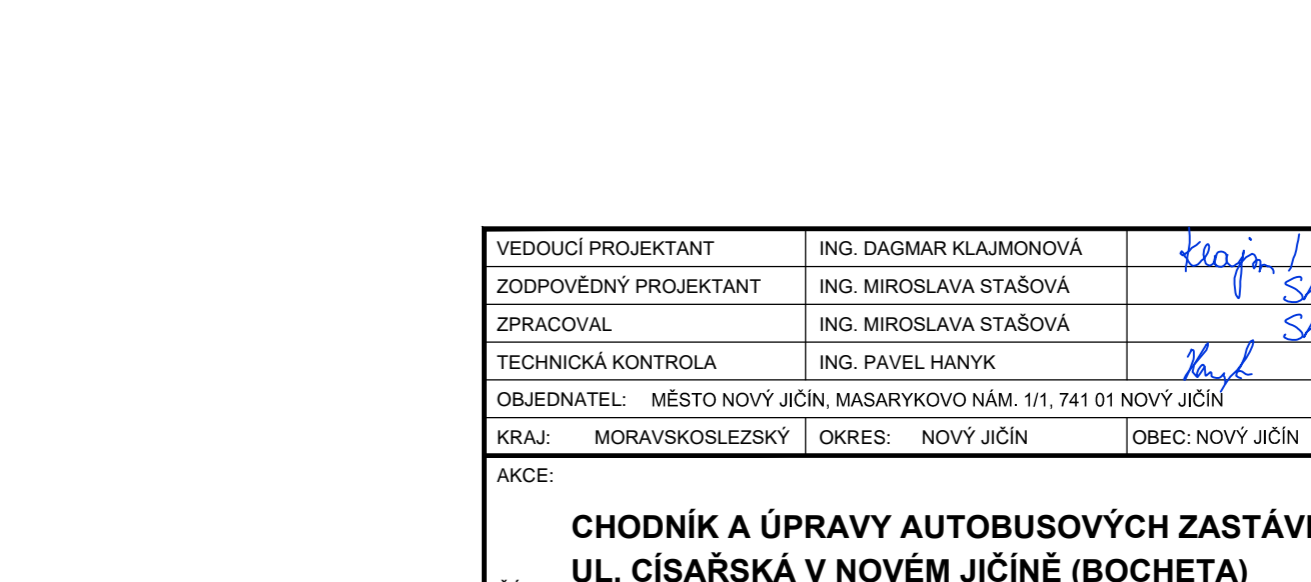 VEDOUCÍ PROJEKTANT ING. DAGMAR KLAJMONOVÁ Klajm
ZODPOVĚDNÝ PROJEKTANT ING. MIROSLAVA STAŠOVÁ
ZPRACOVAL ING. MIROSLAVA STAŠOVÁ
TECHNICKÁ KONTROLA ING. PAVEL HANYK Hanyk
OBJEDNATEL: MĚSTO NOVÝ JIČÍN, MASARYKOVO NÁM. 1/1, 741 01 NOVÝ JIČÍN
KRAJ: MORAVSKOSLEZSKÝ OKRES: NOVÝ JIČÍN OBEC: NOVÝ JIČÍN
AKCE:
CHODNÍK A ÚPRAVY AUTOBUSOVÝCH
UL. CÍSAŘSKÁ V NOVÉM JIČÍNĚ (BOCHETA)